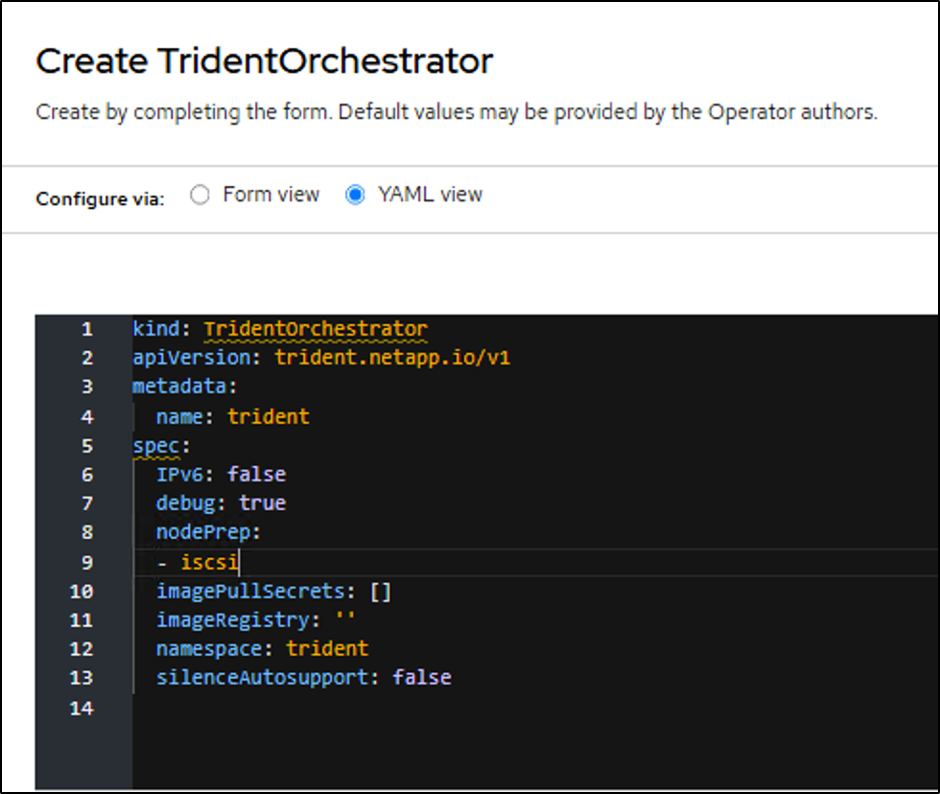 Create TridentOrchestrator
Create by completing the form. Default values may be provided by the Operator authors.
Configure via: Form view YAML view
1 kind: TridentOrchestrator
2 apiVersion: trident.netapp.io/v1
3 metadata:
4   name: trident
5 spec:
6   IPv6: false
7   debug: true
8   nodePrep:
9   - iscsi
10   imagePullSecrets: []
11   imageRegistry: ''
12   namespace: trident
13   silenceAutosupport: false
14